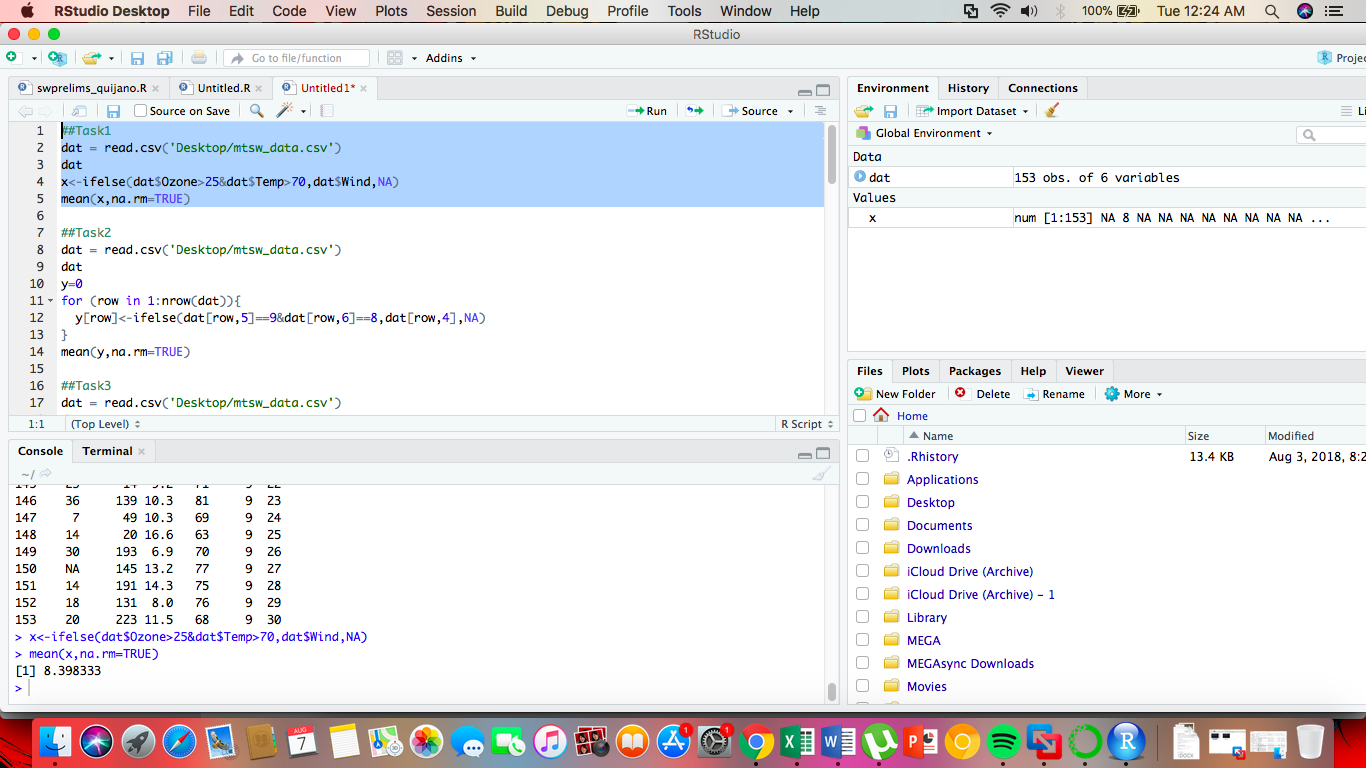 RStudio Desktop File Edit Code View Plots Session Build Debug Profile Tools Window Help 100% Tue 12:24 AM
RStudio
Go to file/function Addins
swprelims_quijano.R Untitled.R Untitled1*
Source on Save Run Source
1 ##Task1
2 dat = read.csv('Desktop/mtsw_data.csv')
3 dat
4 x<-ifelse(dat$Ozone>25&dat$Temp>70,dat$Wind,NA)
5 mean(x,na.rm=TRUE)
6
7 ##Task2
8 dat = read.csv('Desktop/mtsw_data.csv')
9 dat
10 y=0
11 for (row in 1:nrow(dat)){
12 y[row]<-ifelse(dat[row,5]==9&dat[row,6]==8,dat[row,4],NA)
13 }
14 mean(y,na.rm=TRUE)
15
16 ##Task3
17 dat = read.csv('Desktop/mtsw_data.csv')
1:1 (Top Level) R Script
Console Terminal
~/
146 36 139 10.3 81 9 23
147 7 49 10.3 69 9 24
148 14 20 16.6 63 9 25
149 30 193 6.9 70 9 26
150 NA 145 13.2 77 9 27
151 14 191 14.3 75 9 28
152 18 131 8.0 76 9 29
153 20 223 11.5 68 9 30
> x<-ifelse(dat$Ozone>25&dat$Temp>70,dat$Wind,NA)
> mean(x,na.rm=TRUE)
[1] 8.398333
>
Projec
Environment History Connections
Import Dataset Li
Global Environment
Data
dat 153 obs. of 6 variables
Values
x num [1:153] NA 8 NA NA NA NA NA NA NA NA ...
Files Plots Packages Help Viewer
New Folder Delete Rename More
Home
Name Size Modified
.Rhistory 13.4 KB Aug 3, 2018, 8:2
Applications
Desktop
Documents
Downloads
iCloud Drive (Archive)
iCloud Drive (Archive) - 1
Library
MEGA
MEGAsync Downloads
Movies
AUG
7
1
1